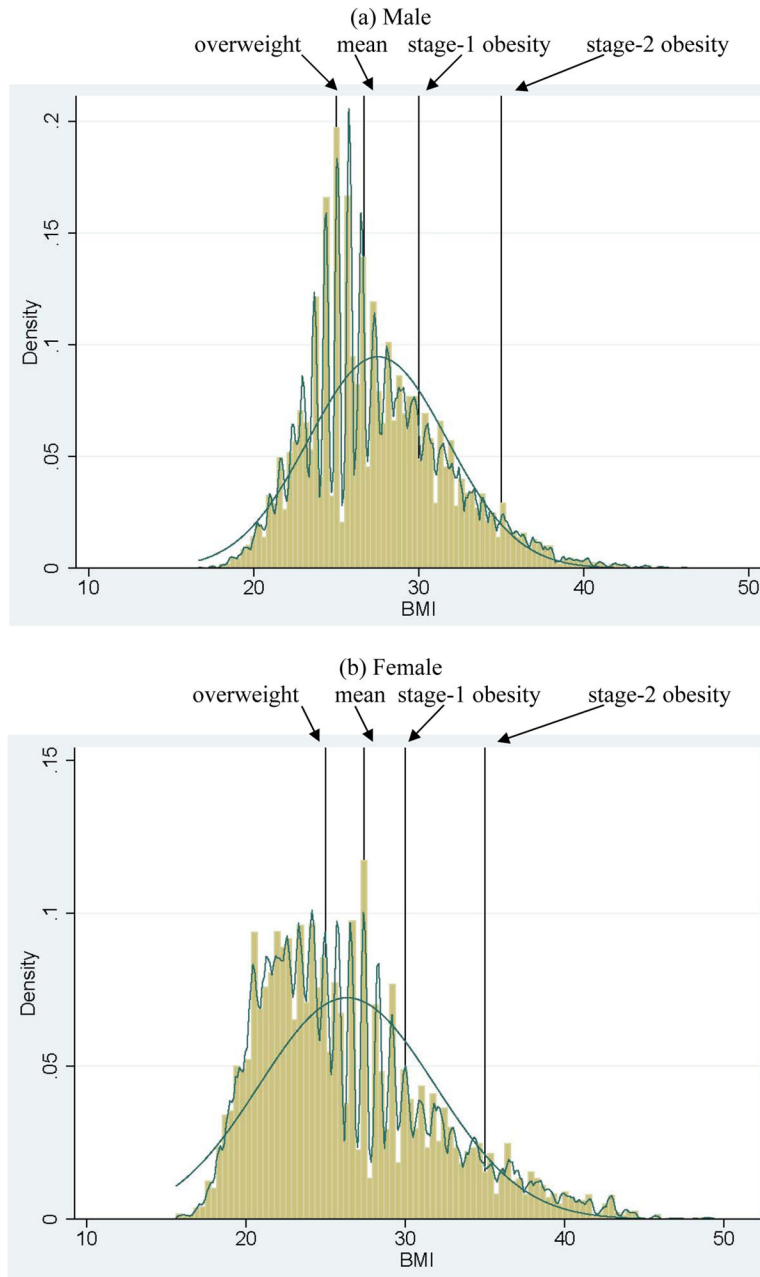 (a) Male
overweight mean stage-1 obesity stage-2 obesity
.2
.15
.1
.05
0
Density
10 20 30 40 50
BMI
(b) Female
overweight mean stage-1 obesity stage-2 obesity
.15
.1
.05
0
Density
10 20 30 40 50
BMI